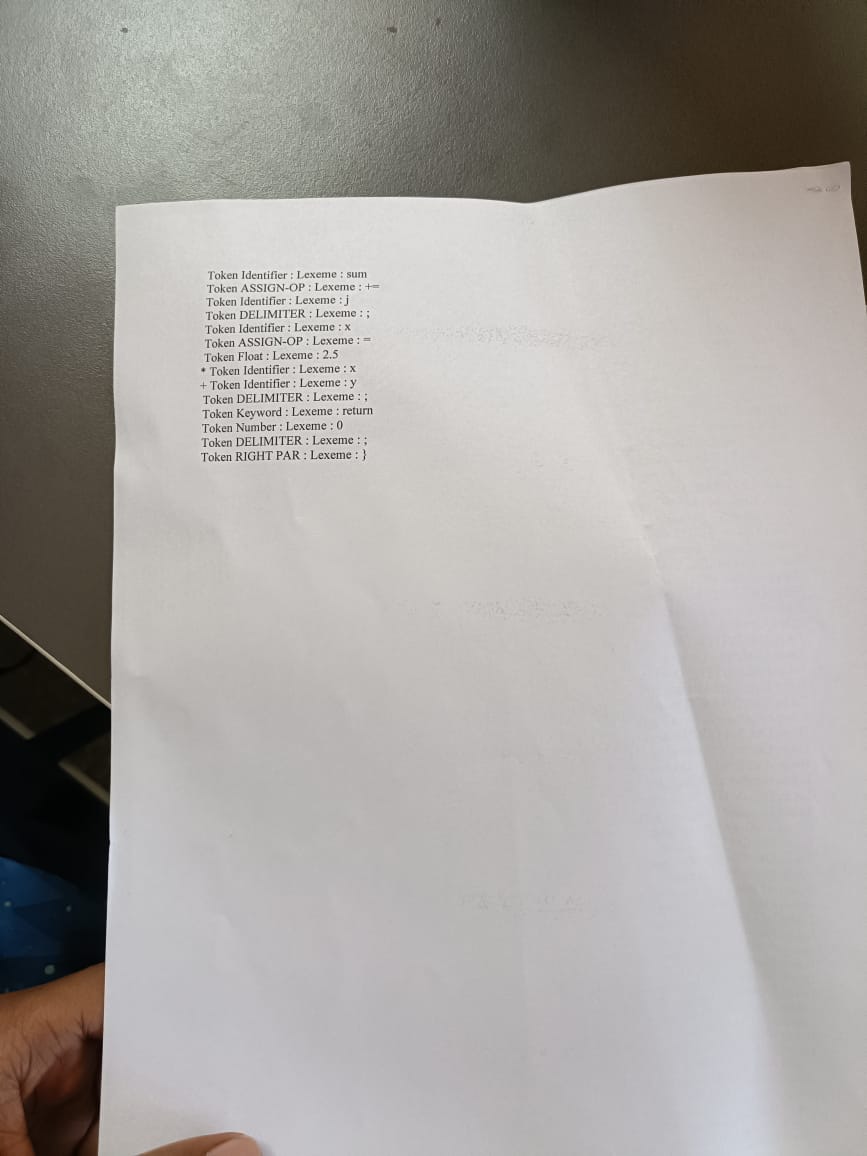 Token Identifier : Lexeme : sum
Token ASSIGN-OP : Lexeme : +=
Token Identifier : Lexeme : j
Token DELIMITER : Lexeme : ;
Token Identifier : Lexeme : x
Token ASSIGN-OP : Lexeme : =
Token Float : Lexeme : 2.5
* Token Identifier : Lexeme : x
+ Token Identifier : Lexeme : y
Token DELIMITER : Lexeme : ;
Token Keyword : Lexeme : return
Token Number : Lexeme : 0
Token DELIMITER : Lexeme : ;
Token RIGHT PAR : Lexeme : }